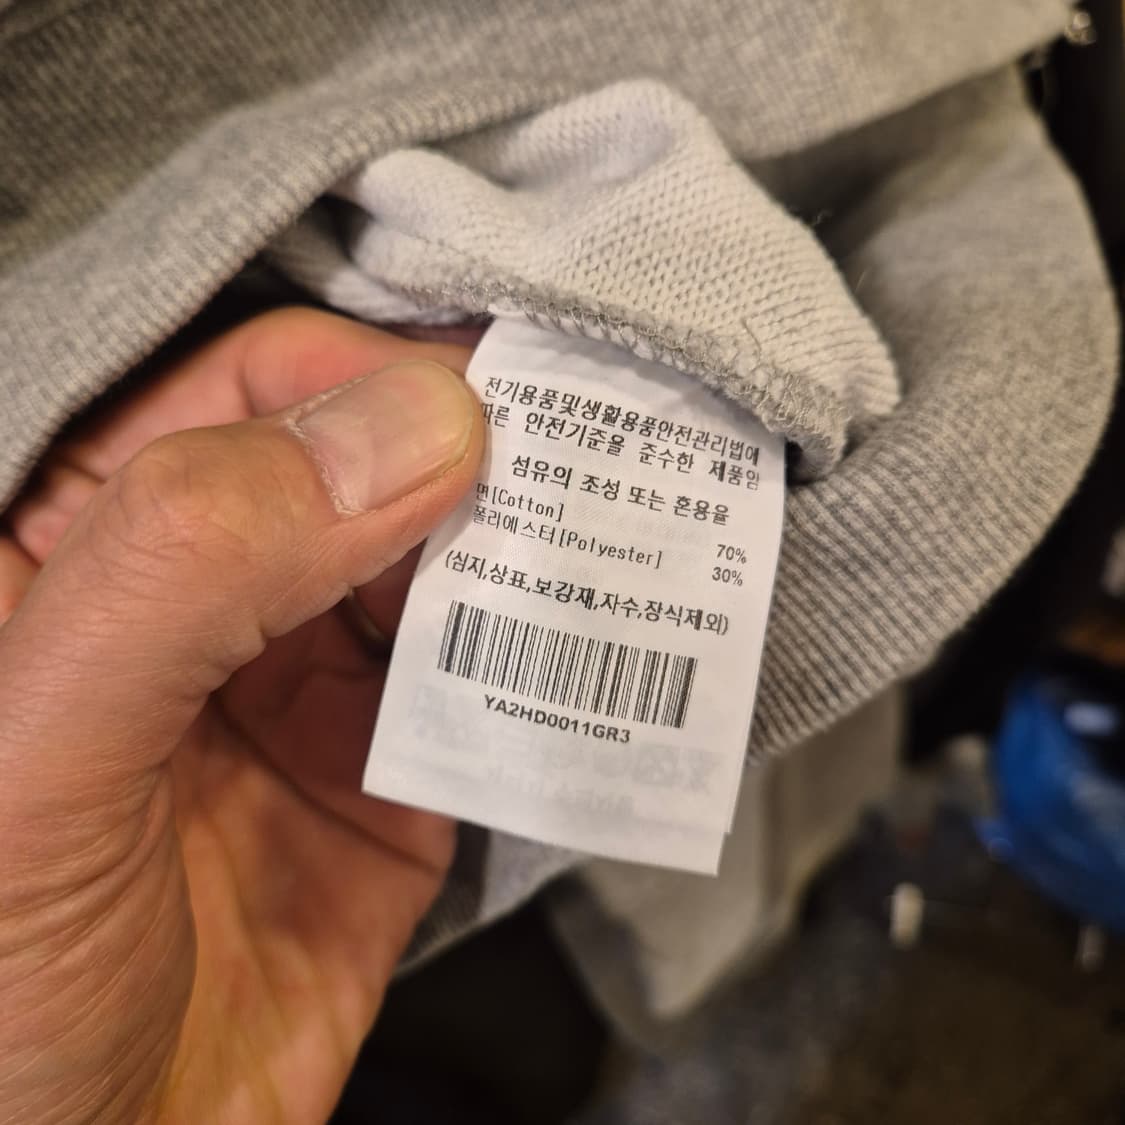 전기용품및생활용품안전관리법에
따른 안전기준을 준수한 제품임
섬유의 조성 또는 혼용율
면[Cotton] 70%
폴리에스터[Polyester] 30%
(심지,상표,보강재,자수,장식제외)
YA2HD0011GR3